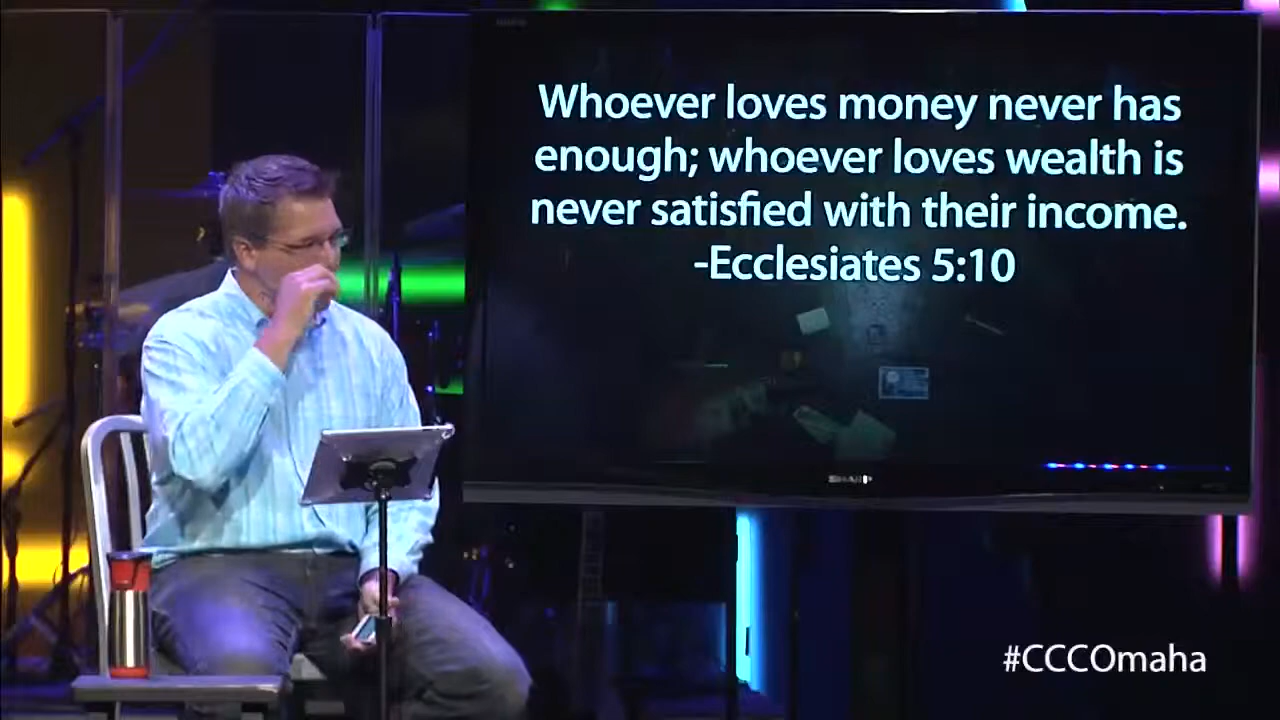 Whoever loves money never has
enough; whoever loves wealth is
never satisfied with their income.
-Ecclesiates 5:10
SHARP
#CCCOmaha